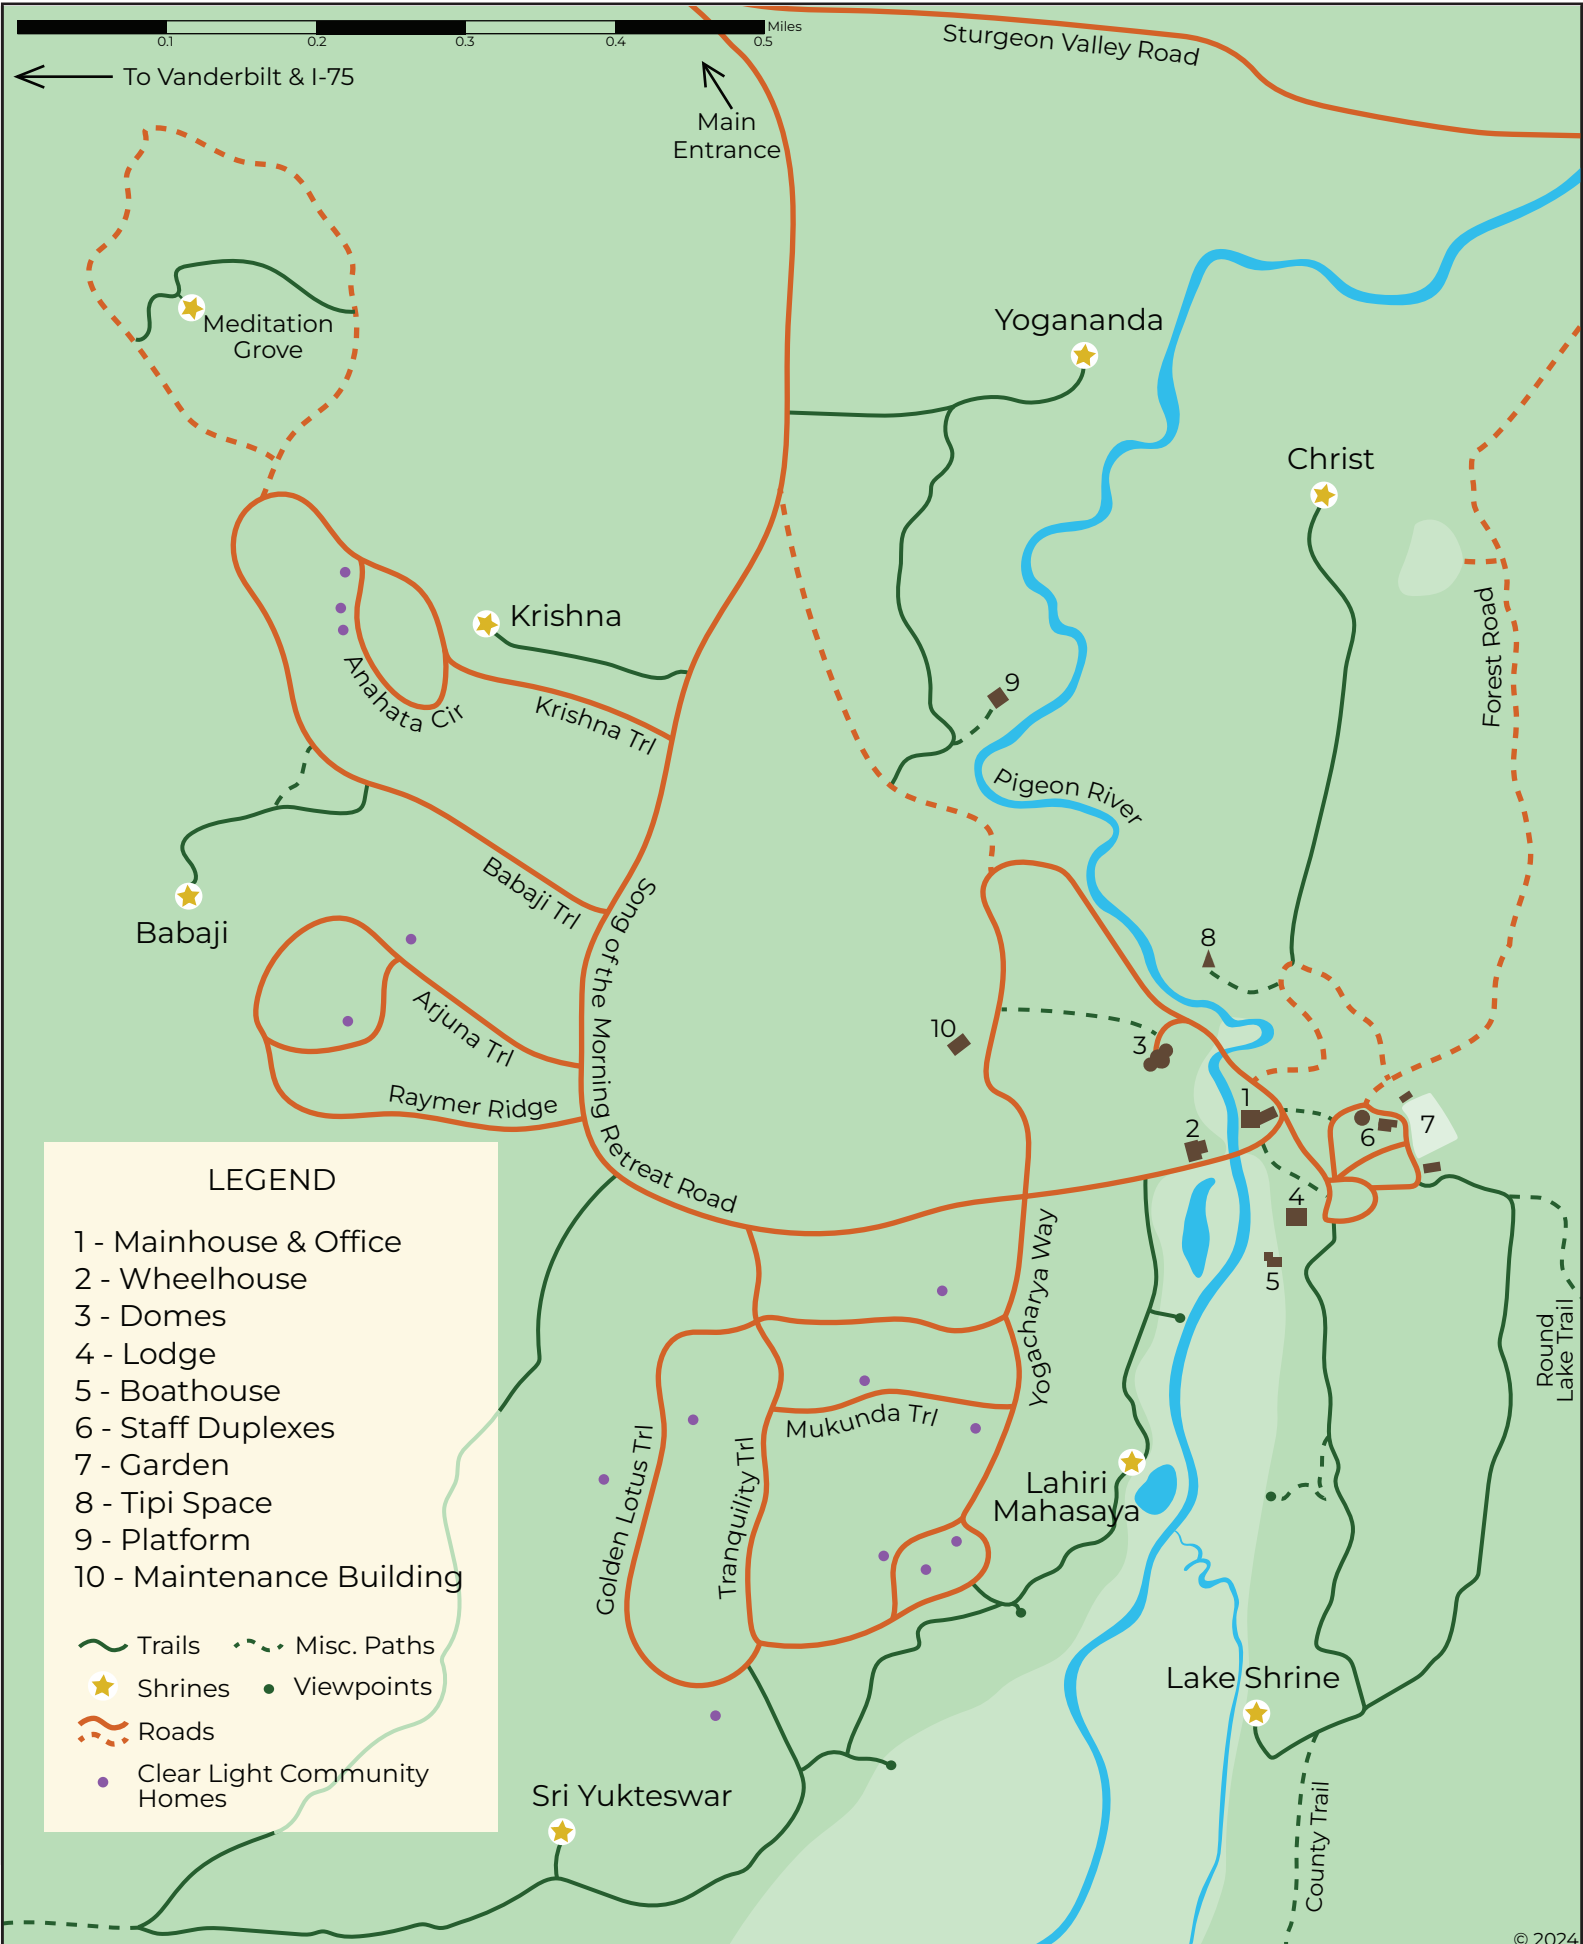 0.1
0.2
0.3
0.4
0.5
Miles
Sturgeon Valley Road
To Vanderbilt & I-75
Main
Entrance
Meditation
Grove
Yogananda
Christ
Krishna
Forest Road
Anahata Cir
Krishna Trl
9
Pigeon River
Babaji Trl
Babaji
Song of the Morning Retreat Road
8
Arjuna Trl
10
3
Raymer Ridge
1
2
6
7
4
5
LEGEND
1 - Mainhouse & Office
2 - Wheelhouse
3 - Domes
4 - Lodge
5 - Boathouse
6 - Staff Duplexes
7 - Garden
8 - Tipi Space
9 - Platform
10 - Maintenance Building
Trails
Misc. Paths
Shrines
Viewpoints
Roads
Clear Light Community
Homes
Yogacharya Way
Round
Lake Trail
Mukunda Trl
Golden Lotus Trl
Tranquility Trl
Lahiri
Mahasaya
Lake Shrine
Sri Yukteswar
County Trail
© 2024